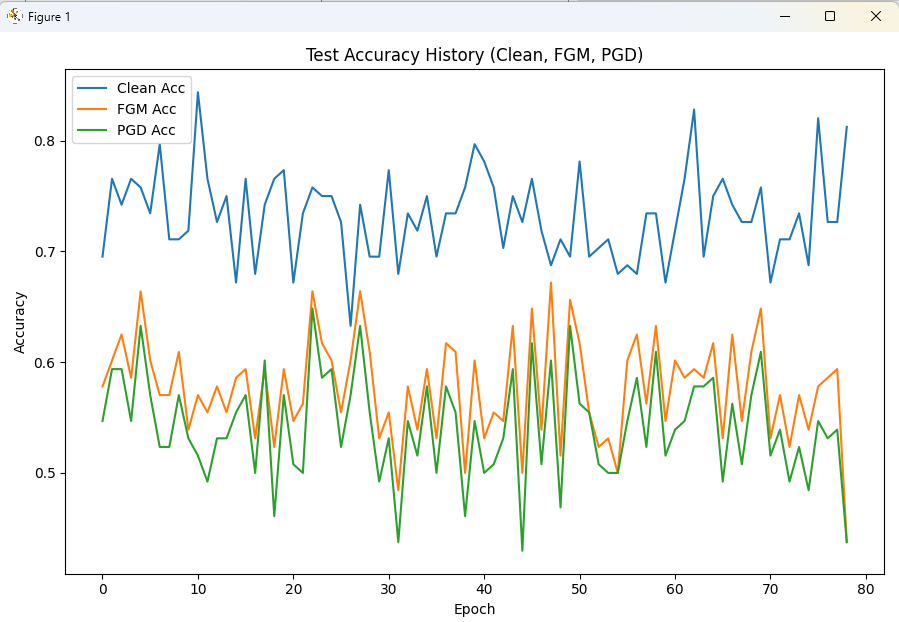 Figure 1
Test Accuracy History (Clean, FGM, PGD)
Clean Acc
FGM Acc
PGD Acc
0.8
0.7
0.6
0.5
Accuracy
0 10 20 30 40 50 60 70 80
Epoch